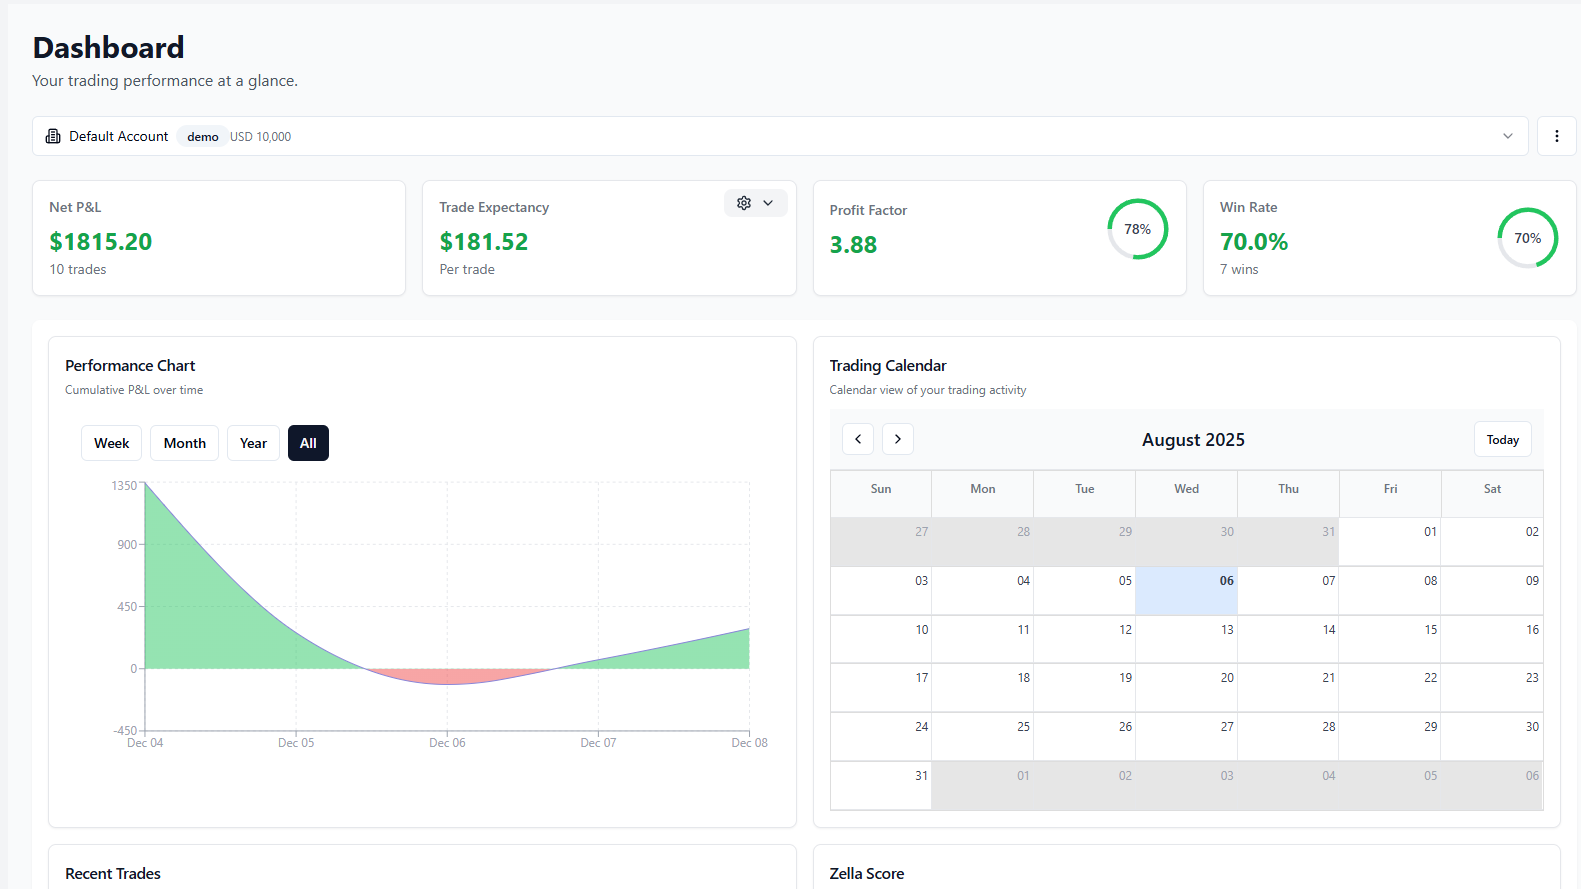 Dashboard
Your trading performance at a glance.
Default Account demo USD 10,000
Net P&L
$1815.20
10 trades
Trade Expectancy
$181.52
Per trade
Profit Factor
3.88
78%
Win Rate
70.0%
7 wins
70%
Performance Chart
Cumulative P&L over time
Week Month Year All
1350
900
450
0
-450
Dec 04 Dec 05 Dec 06 Dec 07 Dec 08
Trading Calendar
Calendar view of your trading activity
August 2025
Today
Sun Mon Tue Wed Thu Fri Sat
27 28 29 30 31 01 02
03 04 05 06 07 08 09
10 11 12 13 14 15 16
17 18 19 20 21 22 23
24 25 26 27 28 29 30
31 01 02 03 04 05 06
Recent Trades
Zella Score